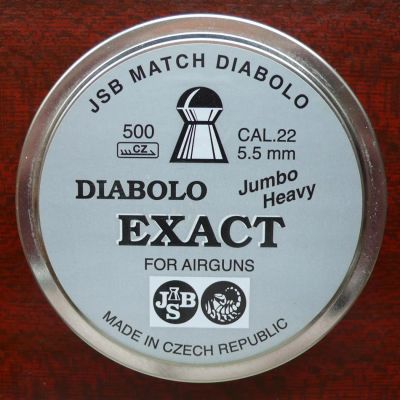 JSB MATCH DIABOLO
500
CZ
CAL.22
5.5 mm
DIABOLO
Jumbo
Heavy
EXACT
FOR AIRGUNS
JSB
MADE IN CZECH REPUBLIC